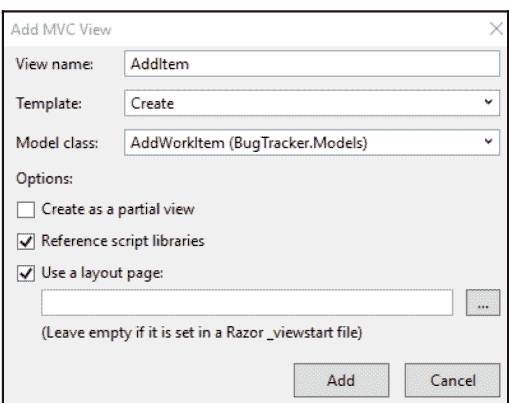 Add MVC View
View name: AddItem
Template: Create
Model class: AddWorkItem (BugTracker.Models)
Options:
Create as a partial view
Reference script libraries
Use a layout page:
...
(Leave empty if it is set in a Razor _viewstart file)
Add Cancel